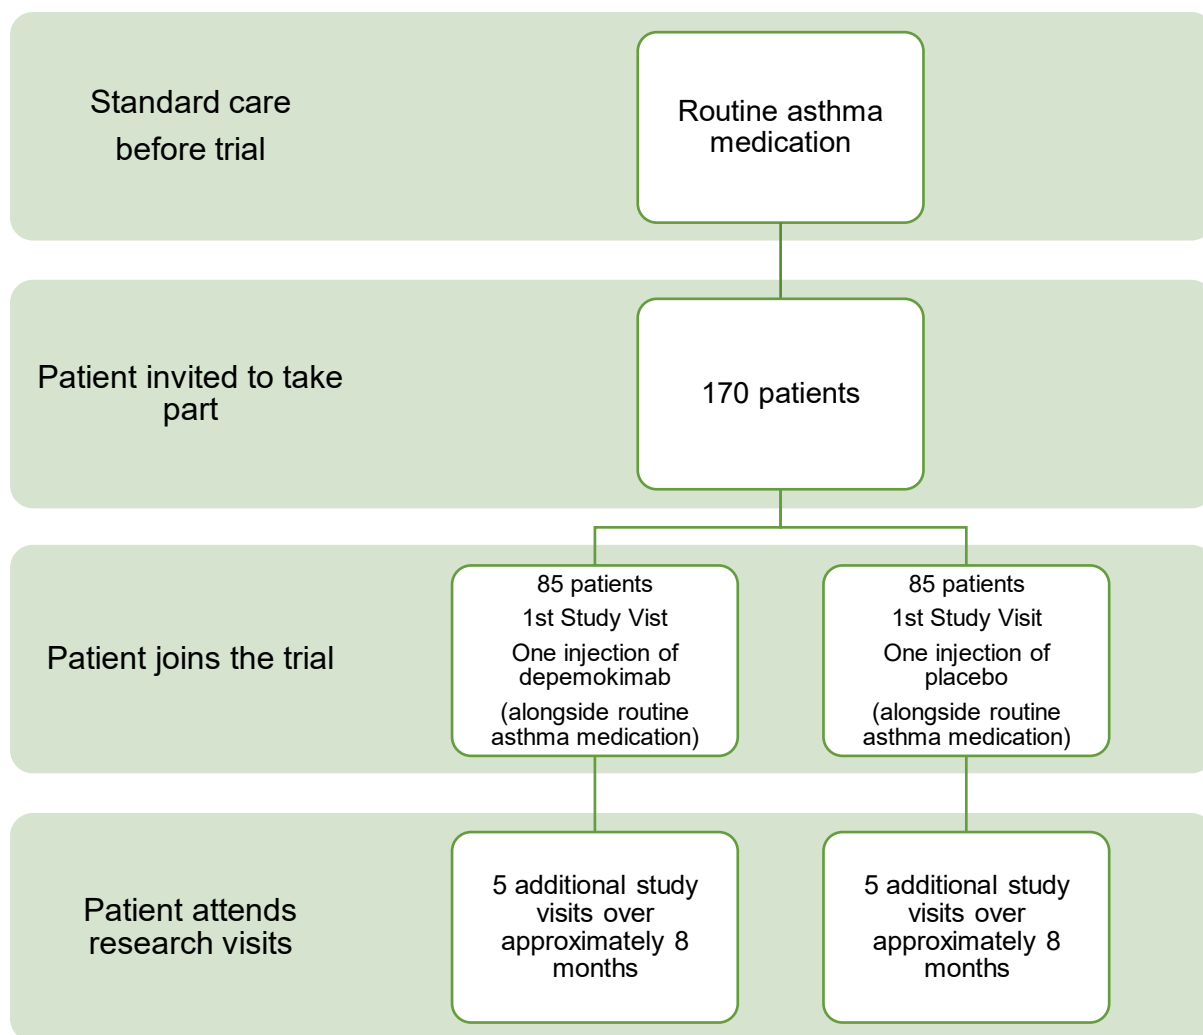 Standard care
before trial
Routine asthma
medication
Patient invited to take
part
170 patients
Patient joins the trial
85 patients
1st Study Vist
One injection of
depemokimab
(alongside routine
asthma medication)
85 patients
1st Study Visit
One injection of
placebo
(alongside routine
asthma medication)
Patient attends
research visits
5 additional study
visits over
approximately 8
months
5 additional study
visits over
approximately 8
months